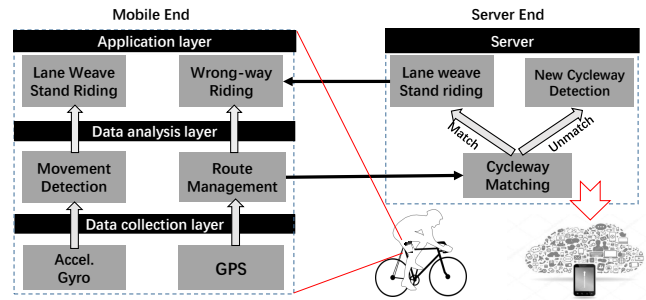 Mobile End
Application layer
Lane Weave
Stand Riding
Wrong-way
Riding
Data analysis layer
Movement
Detection
Route
Management
Data collection layer
Accel.
Gyro
GPS
Server End
Server
Lane weave
Stand riding
New Cycleway
Detection
Match
Unmatch
Cycleway
Matching